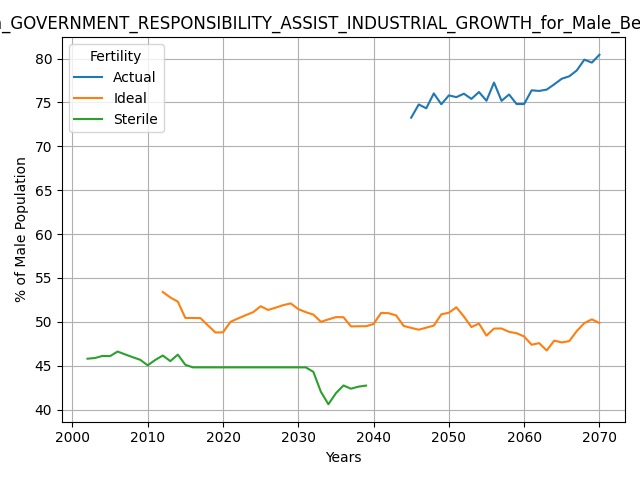 GOVERNMENT_RESPONSIBILITY_ASSIST_INDUSTRIAL_GROWTH_for_Male_Be
Fertility
Actual
Ideal
Sterile
% of Male Population
80
75
70
65
60
55
50
45
40
2000 2010 2020 2030 2040 2050 2060 2070
Years